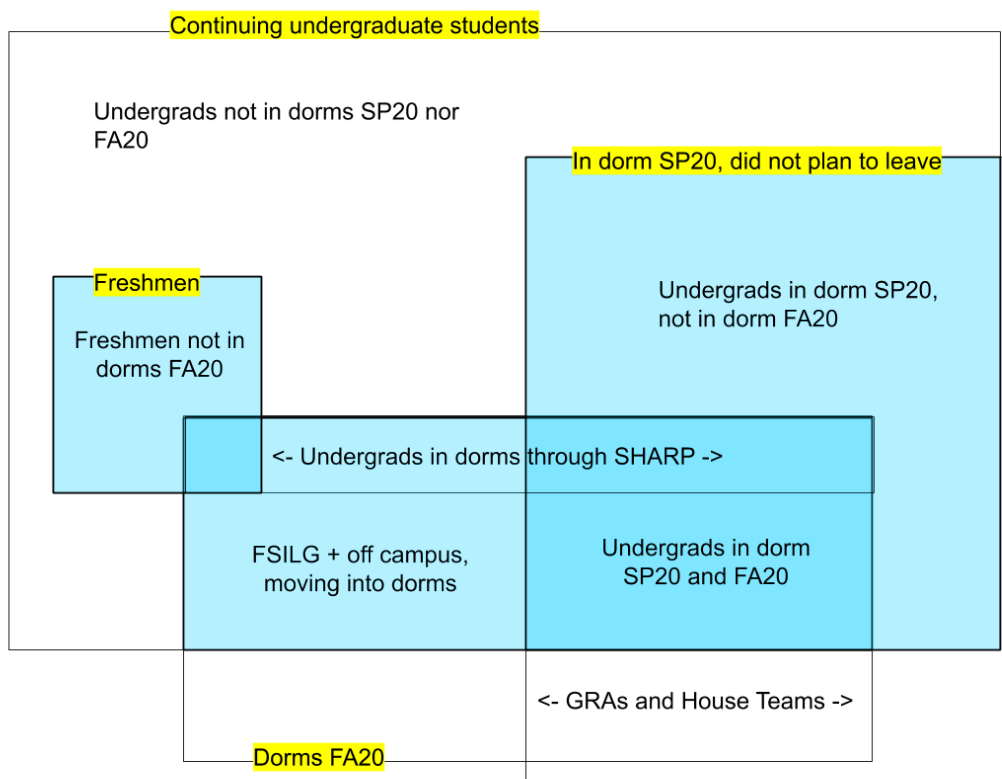 Continuing undergraduate students
Undergrads not in dorms SP20 nor
FA20
In dorm SP20, did not plan to leave
Freshmen
Undergrads in dorm SP20,
not in dorm FA20
Freshmen not in
dorms FA20
<- Undergrads in dorms through SHARP ->
FSILG + off campus,
moving into dorms
Undergrads in dorm
SP20 and FA20
<- GRAs and House Teams ->
Dorms FA20